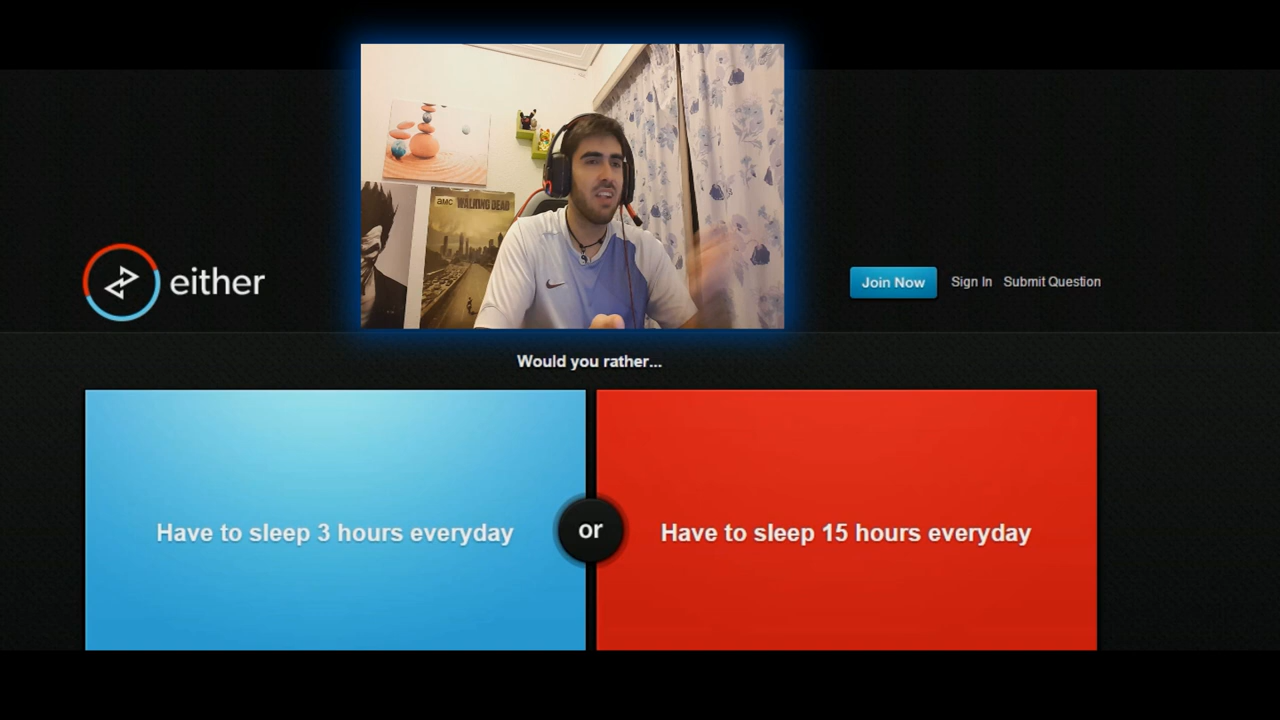 aMC WALKING DEAD
either
Join Now
Sign In
Submit Question
Would you rather...
Have to sleep 3 hours everyday
or
Have to sleep 15 hours everyday